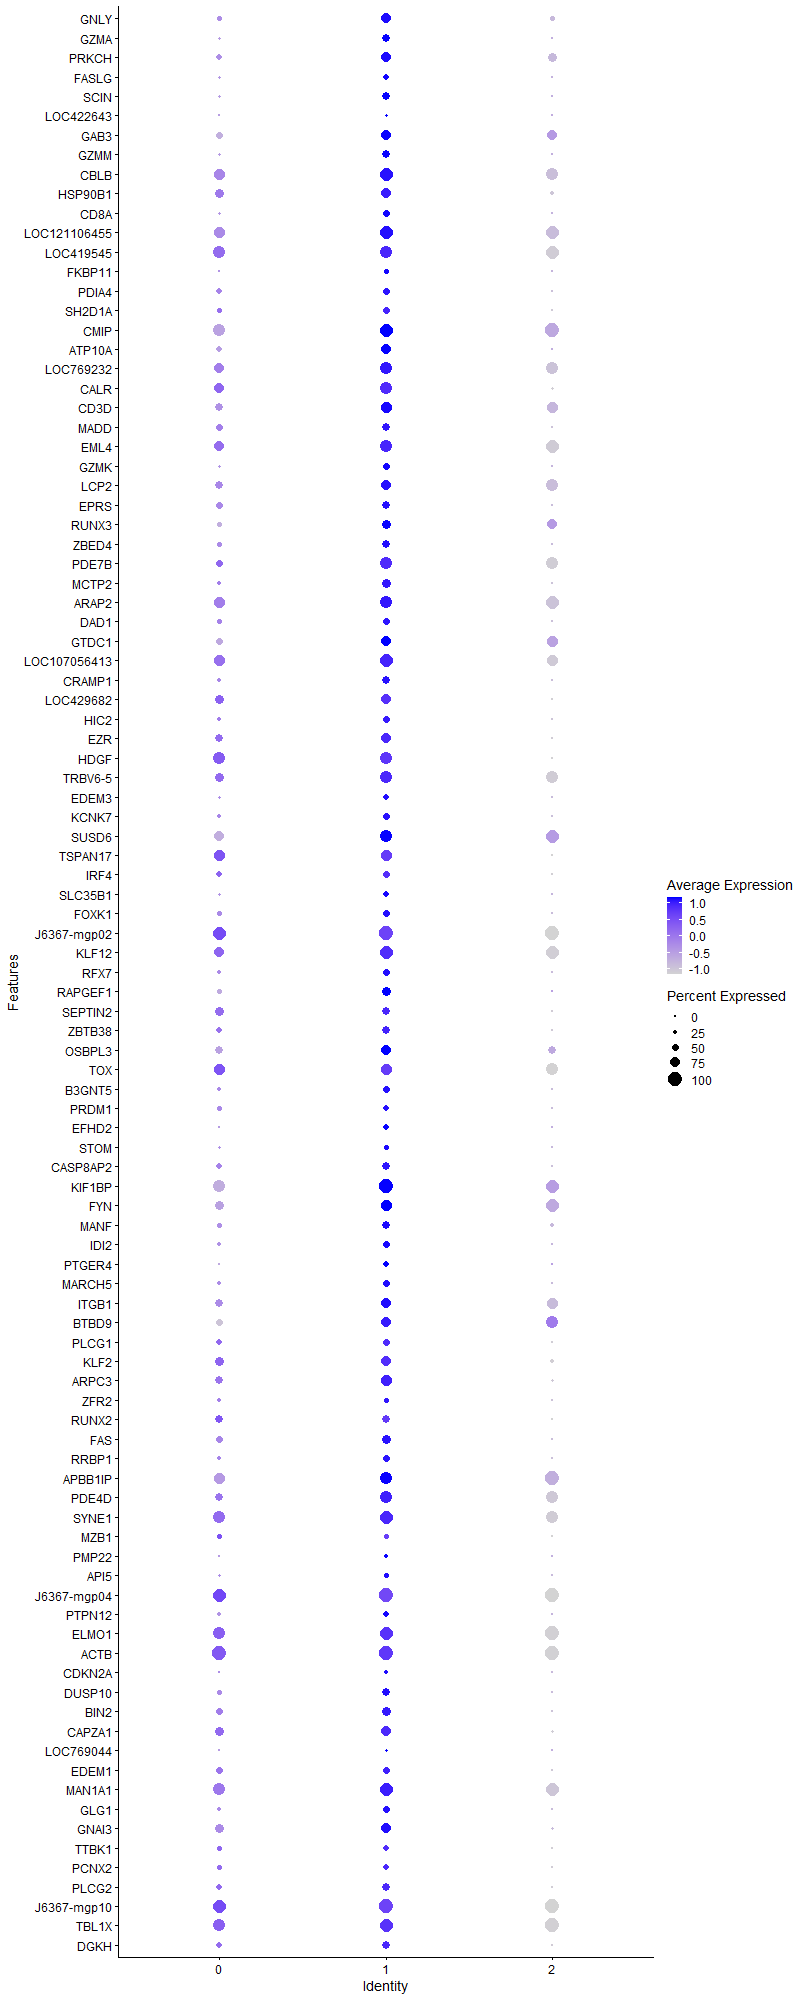 GNLY
GZMA
PRKCH
FASLG
SCIN
LOC422643
GAB3
GZMM
CBLB
HSP90B1
CD8A
LOC121106455
LOC419545
FKBP11
PDIA4
SH2D1A
CMIP
ATP10A
LOC769232
CALR
CD3D
MADD
EML4
GZMK
LCP2
EPRS
RUNX3
ZBED4
PDE7B
MCTP2
ARAP2
DAD1
GTDC1
LOC107056413
CRAMP1
LOC429682
HIC2
EZR
HDGF
TRBV6-5
EDEM3
KCNK7
SUSD6
TSPAN17
IRF4
SLC35B1
FOXK1
J6367-mgp02
KLF12
RFX7
RAPGEF1
SEPTIN2
ZBTB38
OSBPL3
TOX
B3GNT5
PRDM1
EFHD2
STOM
CASP8AP2
KIF1BP
FYN
MANF
IDI2
PTGER4
MARCH5
ITGB1
BTBD9
PLCG1
KLF2
ARPC3
ZFR2
RUNX2
FAS
RRBP1
APBB1IP
PDE4D
SYNE1
MZB1
PMP22
API5
J6367-mgp04
PTPN12
ELMO1
ACTB
CDKN2A
DUSP10
BIN2
CAPZA1
LOC769044
EDEM1
MAN1A1
GLG1
GNAI3
TTBK1
PCNX2
PLCG2
J6367-mgp10
TBL1X
DGKH
Features
0 1 2
Identity
Average Expression
1.0
0.5
0.0
-0.5
-1.0
Percent Expressed
0
25
50
75
100